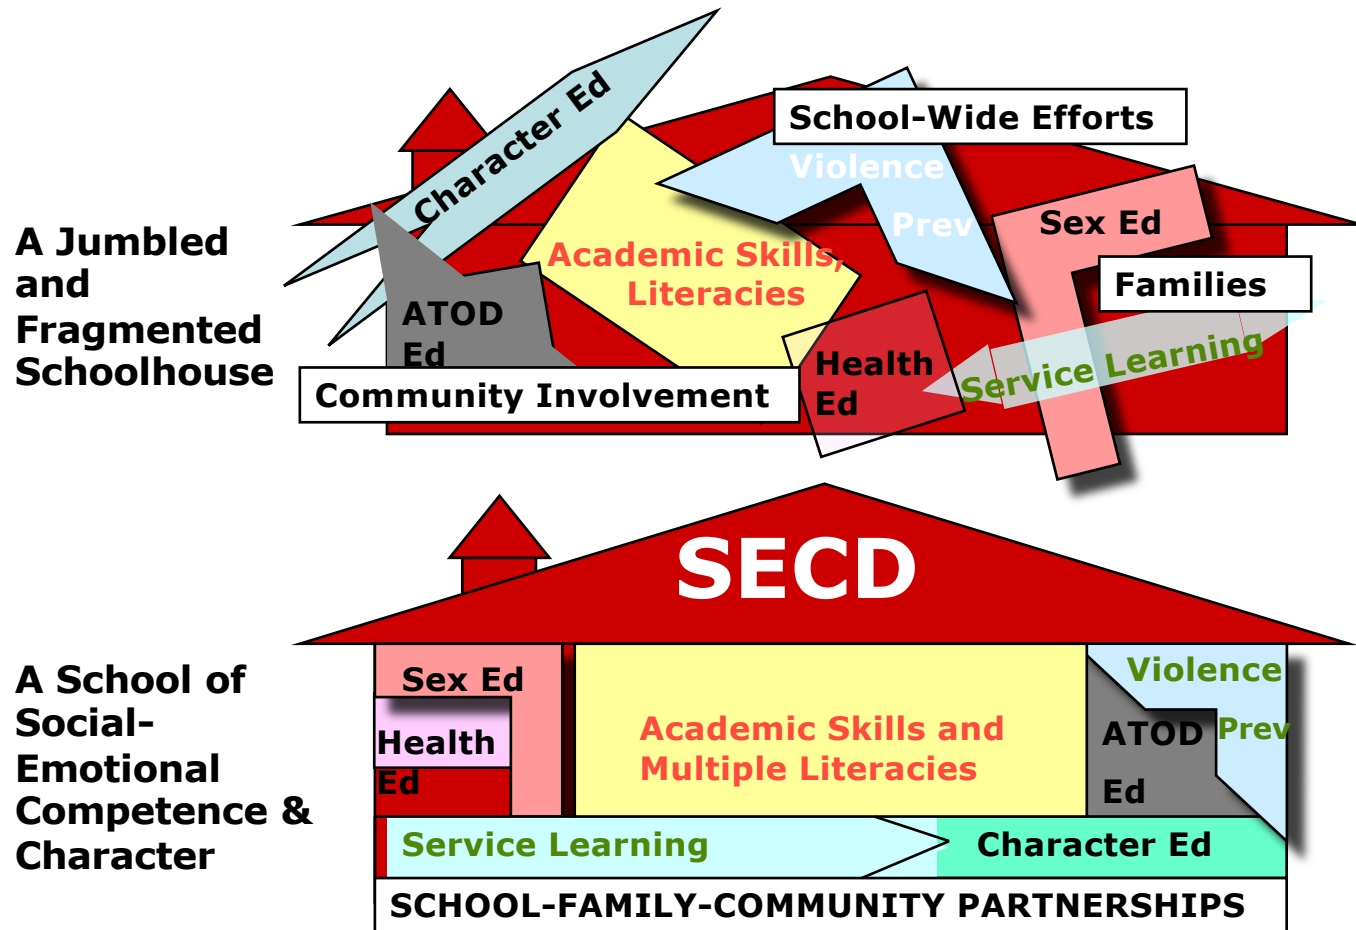 Character Ed
School-Wide Efforts
Violence
Prev
Sex Ed
A Jumbled
and
Fragmented
Schoolhouse
Academic Skills,
Literacies
Families
ATOD
Ed
Health
Ed
Service Learning
Community Involvement
SECD
A School of
Social-
Emotional
Competence &
Character
Sex Ed
Health
Ed
Academic Skills and
Multiple Literacies
Violence
Prev
ATOD
Ed
Service Learning
Character Ed
SCHOOL-FAMILY-COMMUNITY PARTNERSHIPS